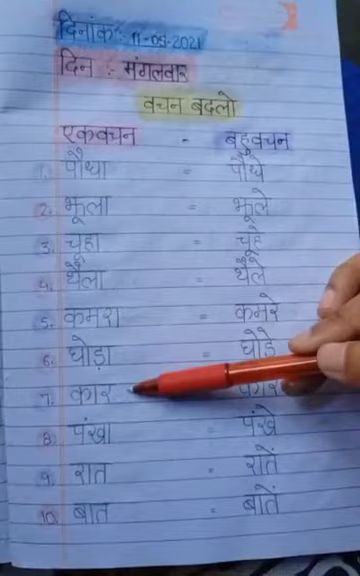 दिनांक :- 11-05-2021
दिन :- मंगलवार
वचन बदलो
एकवचन - बहुवचन
1. पौधा = पौधे
2. झूला = झूले
3. चूहा = चूहे
4. थैला = थैले
5. कमरा = कमरे
6. घोड़ा = घोड़े
7. कार
8. पंखा = पंखे
9. रात = रातें
10. बात = बातें